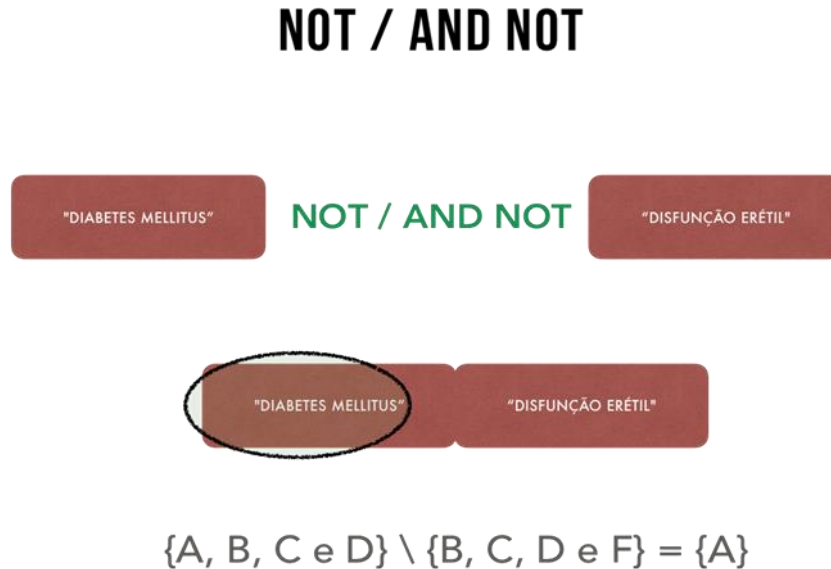 NOT / AND NOT
"DIABETES MELLITUS” NOT / AND NOT “DISFUNÇÃO ERÉTIL"
"DIABETES MELLITUS” “DISFUNÇÃO ERÉTIL"
{A, B, C e D} \ {B, C, D e F} = {A}